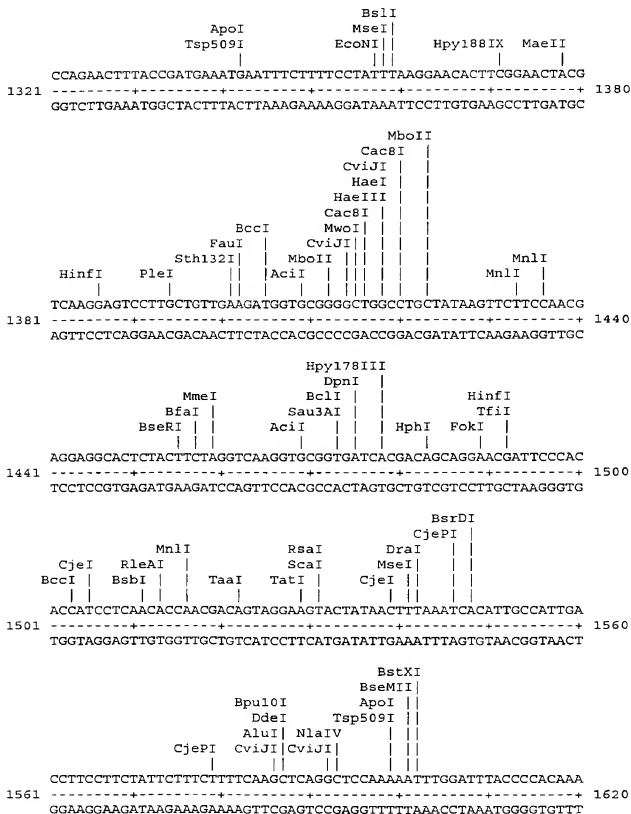 BslI
ApoI MseI
Tsp509I EcoNI Hpy188IX MaeII
CCAGAACTTTACCGATGAAATGAATTTCTTTTCCTATTTAAGGAACACTTCGGAACTACG
1321 ---------+---------+---------+---------+---------+---------+ 1380
GGTCTTGAAATGGCTACTTTACTTAAAGAAAAGGATAAATTCCTTGTGAAGCCTTGATGC
MboII
Cac8I
CviJI
HaeI
HaeIII
Cac8I
BccI MwoI
FauI CviJI
Sth132I MboII MnlI
HinfI PleI AciI MnlI
TCAAGGAGTCCTTGCTGTTGAAGATGGTGCGGGGCTGGCCTGCTATAAGTTCTTCCAACG
1381 ---------+---------+---------+---------+---------+---------+ 1440
AGTTCCTCAGGAACGACAACTTCTACCACGCCCCGACCGGACGATATTCAAGAAGGTTGC
Hpy178III
DpnI
MmeI BclI HinfI
BfaI Sau3AI TfiI
BseRI AciI HphI FokI
AGGAGGCACTCTACTTCTAGGTCAAGGTGCGGTGATCACGACAGCAGGAACGATTCCCAC
1441 ---------+---------+---------+---------+---------+---------+ 1500
TCCTCCGTGAGATGAAGATCCAGTTCCACGCCACTAGTGCTGTCGTCCTTGCTAAGGGTG
BsrDI
CjePI
MnlI RsaI DraI
CjeI RleAI ScaI MseI
BccI BsbI TaaI TatI CjeI
ACCATCCTCAACACCAACGACAGTAGGAAGTACTATAACTTTAAATCACATTGCCATTGA
1501 ---------+---------+---------+---------+---------+---------+ 1560
TGGTAGGAGTTGTGGTTGCTGTCATCCTTCATGATATTGAAATTTAGTGTAACGGTAACT
BstXI
BseMII
Bpu10I ApoI
DdeI Tsp509I
AluI NlaIV
CjePI CviJI CviJI
CCTTCCTTCTATTCTTTCTTTTCAAGCTCAGGCTCCAAAAATTTGGATTTACCCCACAAA
1561 ---------+---------+---------+---------+---------+---------+ 1620
GGAAGGAAGATAAGAAAGAAAAGTTCGAGTCCGAGGTTTTTAAACCTAAATGGGGTGTTT